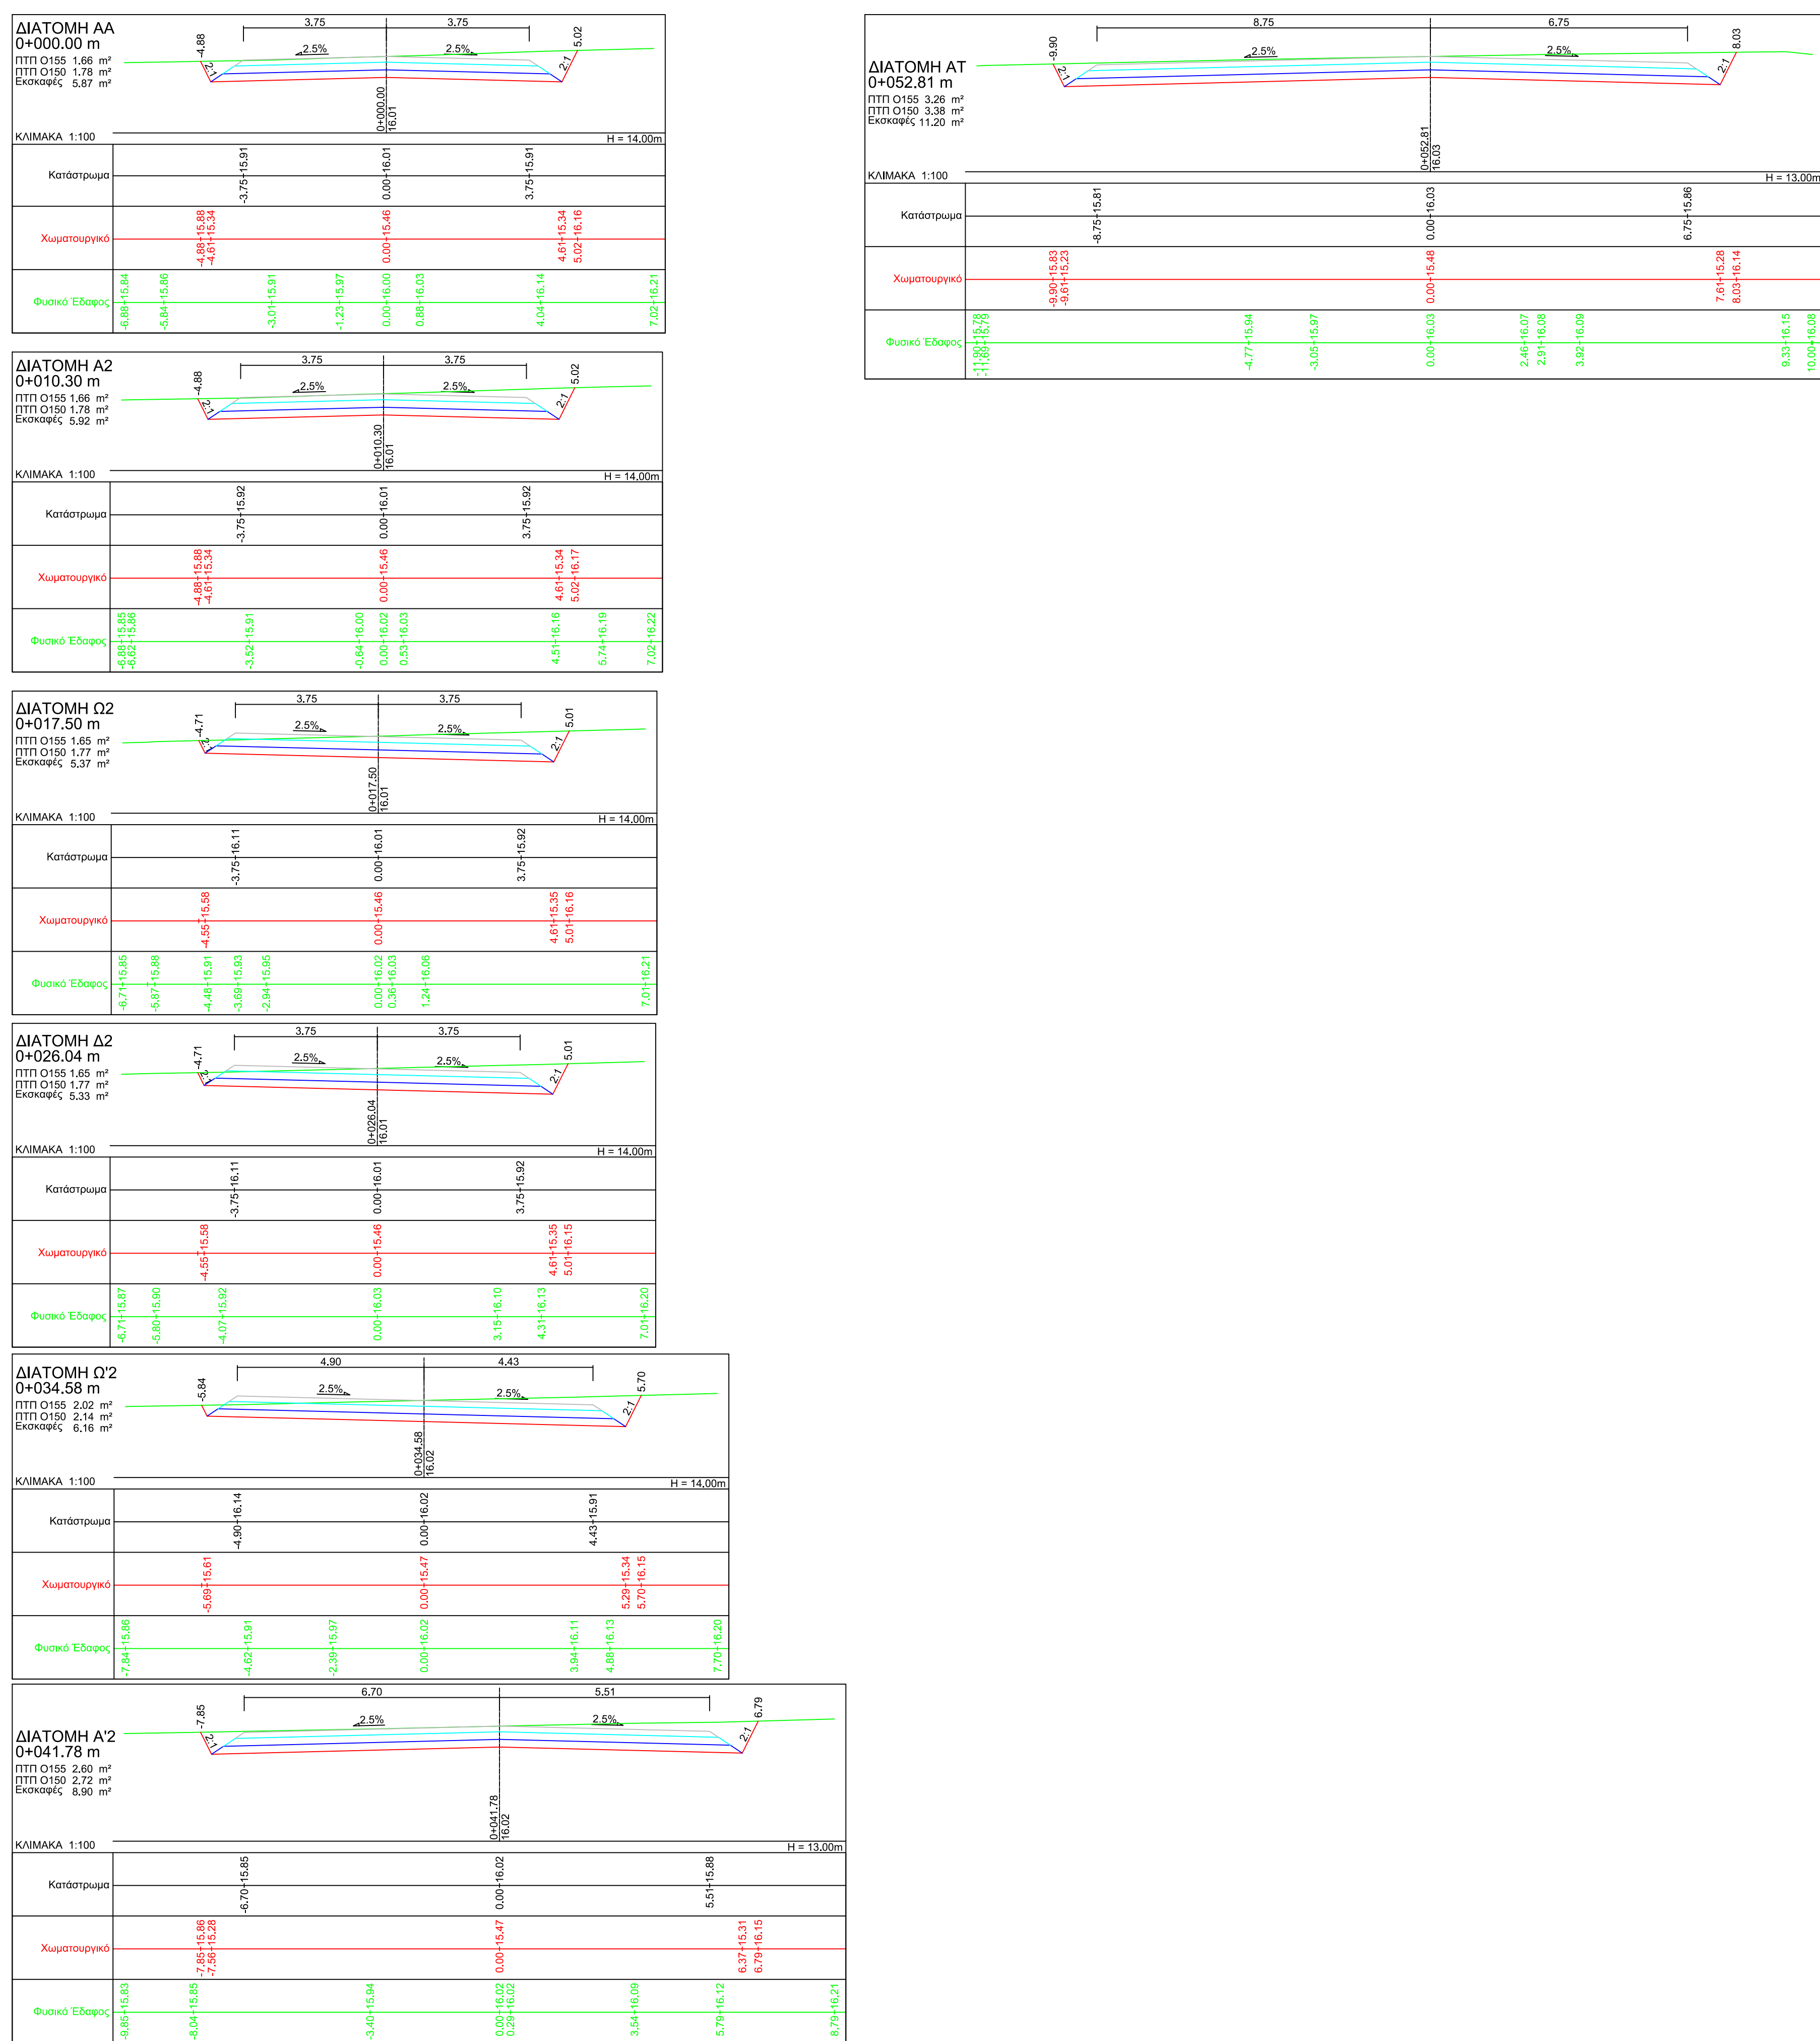 ΔΙΑΤΟΜΗ ΑΑ
0+000.00 m
ΠΤΠ Ο155 1.66 m²
ΠΤΠ Ο150 1.78 m²
Εκσκαφές 5.87 m²
3.75 3.75
-4.88 5.02
2:1 2.5% 2.5% 2:1
0+000.00
16.01
ΚΛΙΜΑΚΑ 1:100 H = 14.00m
Κατάστρωμα
-3.75 15.91 0.00 16.01 3.75 15.91
Χωματουργικό
-4.88 15.88 -4.61 15.34 0.00 15.46 4.61 15.34 5.02 16.16
Φυσικό Έδαφος
-6.88 15.84 -5.84 15.86 -3.01 15.91 -1.23 15.97 0.00 16.00 0.88 16.03 4.04 16.14 7.02 16.21
ΔΙΑΤΟΜΗ Α2
0+010.30 m
ΠΤΠ Ο155 1.66 m²
ΠΤΠ Ο150 1.78 m²
Εκσκαφές 5.92 m²
3.75 3.75
-4.88 5.02
2:1 2.5% 2.5% 2:1
0+010.30
16.01
ΚΛΙΜΑΚΑ 1:100 H = 14.00m
Κατάστρωμα
-3.75 15.92 0.00 16.01 3.75 15.92
Χωματουργικό
-4.88 15.88 -4.61 15.34 0.00 15.46 4.61 15.34 5.02 16.17
Φυσικό Έδαφος
-6.88 15.85 -6.62 15.86 -3.52 15.91 -0.64 16.00 0.00 16.02 0.53 16.03 4.51 16.16 5.74 16.19 7.02 16.22
ΔΙΑΤΟΜΗ Ω2
0+017.50 m
ΠΤΠ Ο155 1.65 m²
ΠΤΠ Ο150 1.77 m²
Εκσκαφές 5.37 m²
3.75 3.75
-4.71 5.01
2.5% 2.5% 2:1
0+017.50
16.01
ΚΛΙΜΑΚΑ 1:100 H = 14.00m
Κατάστρωμα
-3.75 16.11 0.00 16.01 3.75 15.92
Χωματουργικό
-4.55 15.58 0.00 15.46 4.61 15.35 5.01 16.16
Φυσικό Έδαφος
-6.71 15.85 -5.87 15.88 -4.48 15.91 -3.69 15.93 -2.94 15.95 0.00 16.02 0.36 16.03 1.24 16.06 7.01 16.21
ΔΙΑΤΟΜΗ Δ2
0+026.04 m
ΠΤΠ Ο155 1.65 m²
ΠΤΠ Ο150 1.77 m²
Εκσκαφές 5.33 m²
3.75 3.75
-4.71 5.01
2.5% 2.5% 2:1
0+026.04
16.01
ΚΛΙΜΑΚΑ 1:100 H = 14.00m
Κατάστρωμα
-3.75 16.11 0.00 16.01 3.75 15.92
Χωματουργικό
-4.55 15.58 0.00 15.46 4.61 15.35 5.01 16.15
Φυσικό Έδαφος
-6.71 15.87 -5.80 15.90 -4.07 15.92 0.00 16.03 3.15 16.10 4.31 16.13 7.01 16.20
ΔΙΑΤΟΜΗ Ω'2
0+034.58 m
ΠΤΠ Ο155 2.02 m²
ΠΤΠ Ο150 2.14 m²
Εκσκαφές 6.16 m²
4.90 4.43
-5.84 5.70
2.5% 2.5% 2:1
0+034.58
16.02
ΚΛΙΜΑΚΑ 1:100 H = 14.00m
Κατάστρωμα
-4.90 16.14 0.00 16.02 4.43 15.91
Χωματουργικό
-5.69 15.61 0.00 15.47 5.29 15.34 5.70 16.15
Φυσικό Έδαφος
-7.84 15.86 -4.62 15.91 -2.39 15.97 0.00 16.02 3.94 16.11 4.88 16.13 7.70 16.20
ΔΙΑΤΟΜΗ Α'2
0+041.78 m
ΠΤΠ Ο155 2.60 m²
ΠΤΠ Ο150 2.72 m²
Εκσκαφές 8.90 m²
6.70 5.51
-7.85 6.79
2:1 2.5% 2.5% 2:1
0+041.78
16.02
ΚΛΙΜΑΚΑ 1:100 H = 13.00m
Κατάστρωμα
-6.70 15.85 0.00 16.02 5.51 15.88
Χωματουργικό
-7.85 15.86 -7.56 15.28 0.00 15.47 6.37 15.31 6.79 16.15
Φυσικό Έδαφος
-9.85 15.83 -8.04 15.85 -3.40 15.94 0.00 16.02 0.29 16.02 3.54 16.09 5.79 16.12 8.79 16.21
ΔΙΑΤΟΜΗ ΑΤ
0+052.81 m
ΠΤΠ Ο155 3.26 m²
ΠΤΠ Ο150 3.38 m²
Εκσκαφές 11.20 m²
8.75 6.75
-9.90 8.03
2:1 2.5% 2.5% 2:1
0+052.81
16.03
ΚΛΙΜΑΚΑ 1:100 H = 13.00m
Κατάστρωμα
-8.75 15.81 0.00 16.03 6.75 15.86
Χωματουργικό
-9.90 15.83 -9.61 15.23 0.00 15.48 7.61 15.28 8.03 16.14
Φυσικό Έδαφος
-11.90 15.78 -11.69 15.79 -4.77 15.94 -3.05 15.97 0.00 16.03 2.46 16.07 2.91 16.08 3.92 16.09 9.33 16.15 10.00 16.08